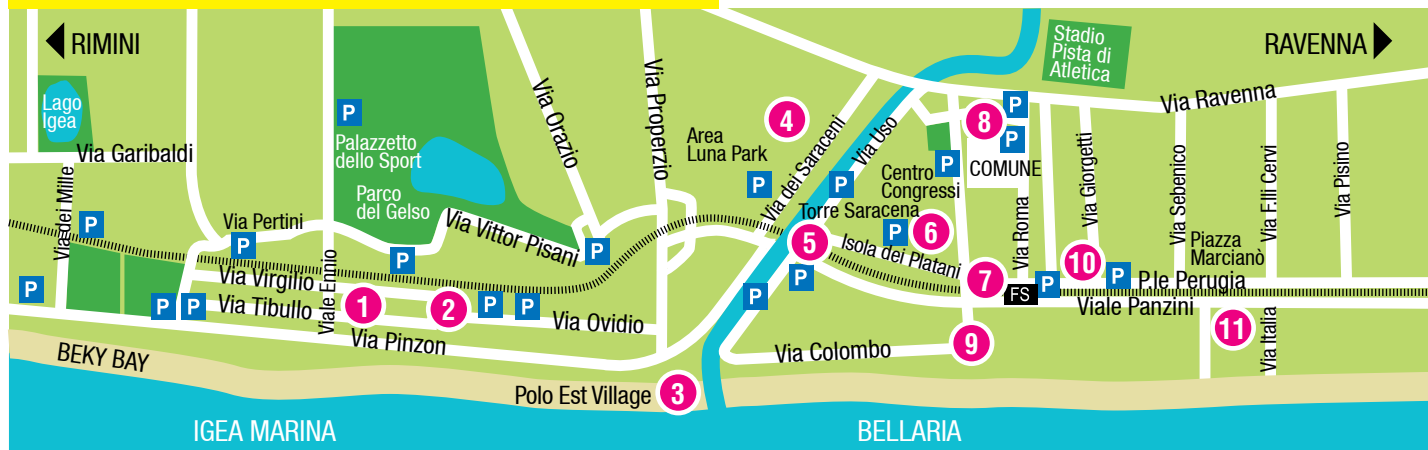 RIMINI
RAVENNA
Stadio
Pista di
Atletica
Lago
Igea
Via Ravenna
Via Orazio
Via Properzio
P
P
P
4
8
Area
Luna Park
Via dei Saraceni
Via Uso
Palazzetto
dello Sport
Via Garibaldi
Centro
Congressi
P
COMUNE
Via Giorgetti
Via Sebenico
Via F.lli Cervi
Via Pisino
Via dei Mille
Parco
del Gelso
P
P
Torre Saracena
P
Via Pertini
Via Vittor Pisani
P
P
P
P
5
P
6
Isola dei Platani
Via Roma
Piazza
Marcianò
Via Virgilio
Viale Ennio
7
10
P
P
P.le Perugia
FS
Viale Panzini
P
P
P
Via Tibullo
1
2
P
P
Via Ovidio
P
P
11
Via Italia
Via Pinzon
Via Colombo
9
BEKY BAY
Polo Est Village
3
IGEA MARINA
BELLARIA